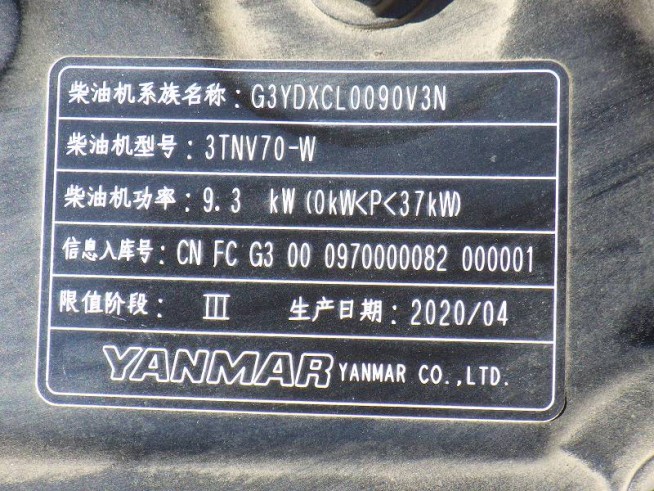 柴油机系族名称: G3YDXCL0090V3N
柴油机型号: 3TNV70-W
柴油机功率: 9.3 kW (0kW<P<37kW)
信息入库号: CN FC G3 00 0970000082 000001
限值阶段: III 生产日期: 2020/04
YANMAR YANMAR CO.,LTD.